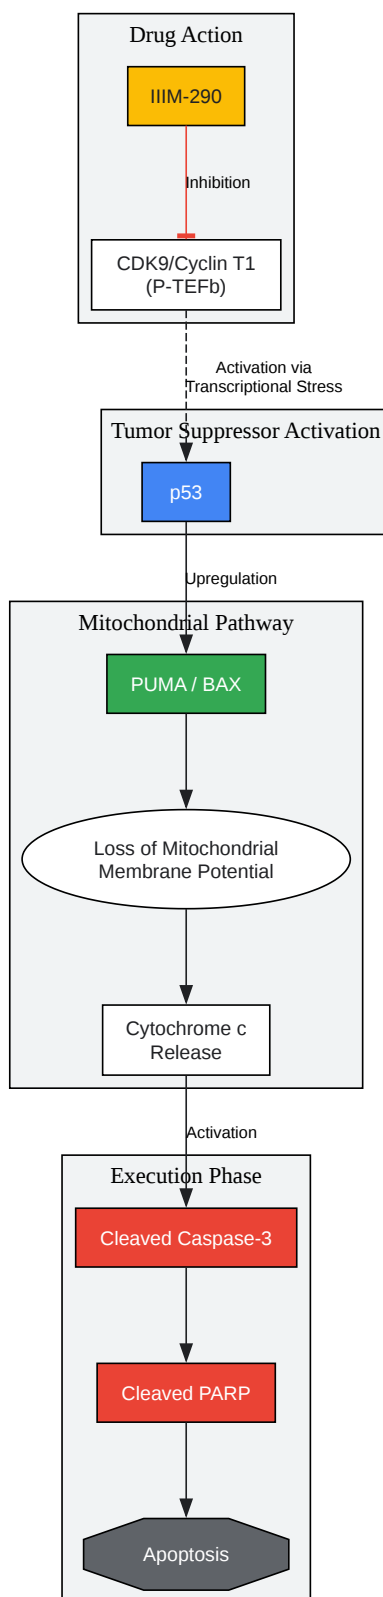 Drug Action
IIIM-290
Inhibition
CDK9/Cyclin T1
(P-TEFb)
Activation via
Transcriptional Stress
Tumor Suppressor Activation
p53
Upregulation
Mitochondrial Pathway
PUMA / BAX
Loss of Mitochondrial
Membrane Potential
Cytochrome c
Release
Activation
Execution Phase
Cleaved Caspase-3
Cleaved PARP
Apoptosis